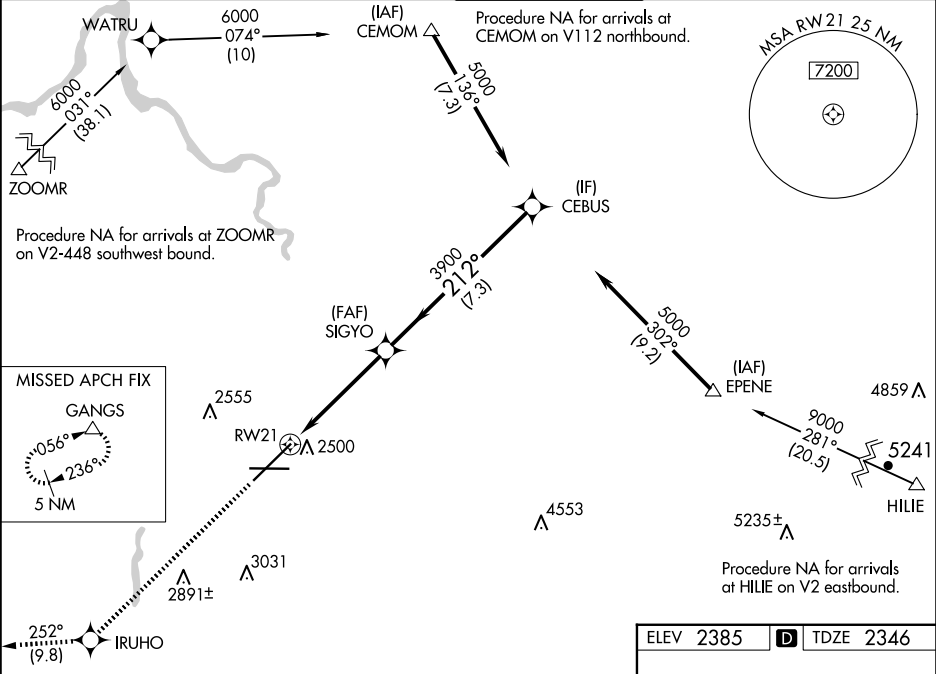 WATRU
6000
074°
(10)
(IAF)
CEMOM
Procedure NA for arrivals at
CEMOM on V112 northbound.
MSA RW 21 25 NM
7200
6000
031°
(38.1)
ZOOMR
5000
136°
(7.3)
(IF)
CEBUS
Procedure NA for arrivals at ZOOMR
on V2-448 southwest bound.
3900
212°
(7.3)
(FAF)
SIGYO
5000
302°
(9.2)
(IAF)
EPENE
4859
9000
281°
(20.5)
5241
HILIE
MISSED APCH FIX
GANGS
056°
236°
5 NM
2555
RW21
2500
4553
5235±
3031
2891±
Procedure NA for arrivals
at HILIE on V2 eastbound.
252°
(9.8)
IRUHO
ELEV 2385 D TDZE 2346